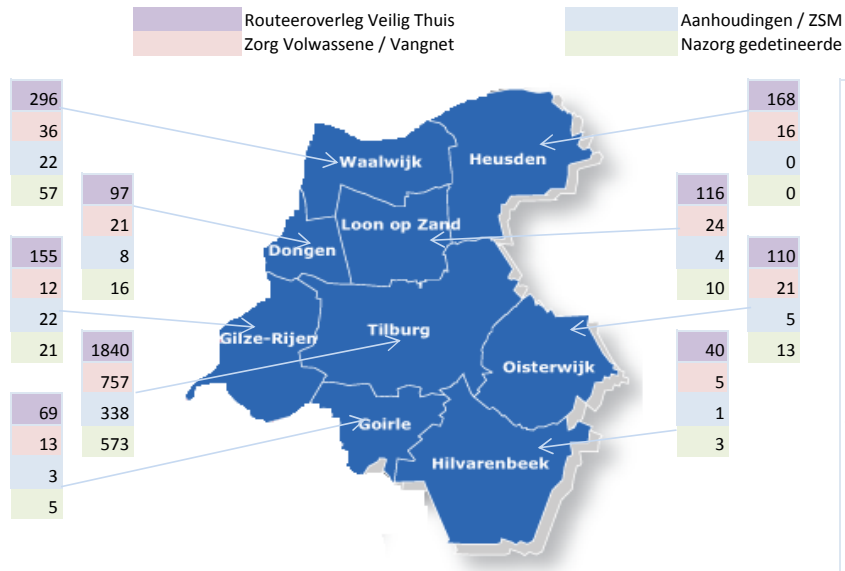 Routeeroverleg Veilig Thuis
Aanhoudingen / ZSM
Zorg Volwassene / Vangnet
Nazorg gedetineerde
296
36
22
57
168
16
0
0
97
21
8
16
116
24
4
10
155
12
22
21
110
21
5
13
1840
757
338
573
40
5
1
3
69
13
3
5
Waalwijk
Heusden
Loon op Zand
Dongen
Gilze-Rijen
Tilburg
Oisterwijk
Goirle
Hilvarenbeek